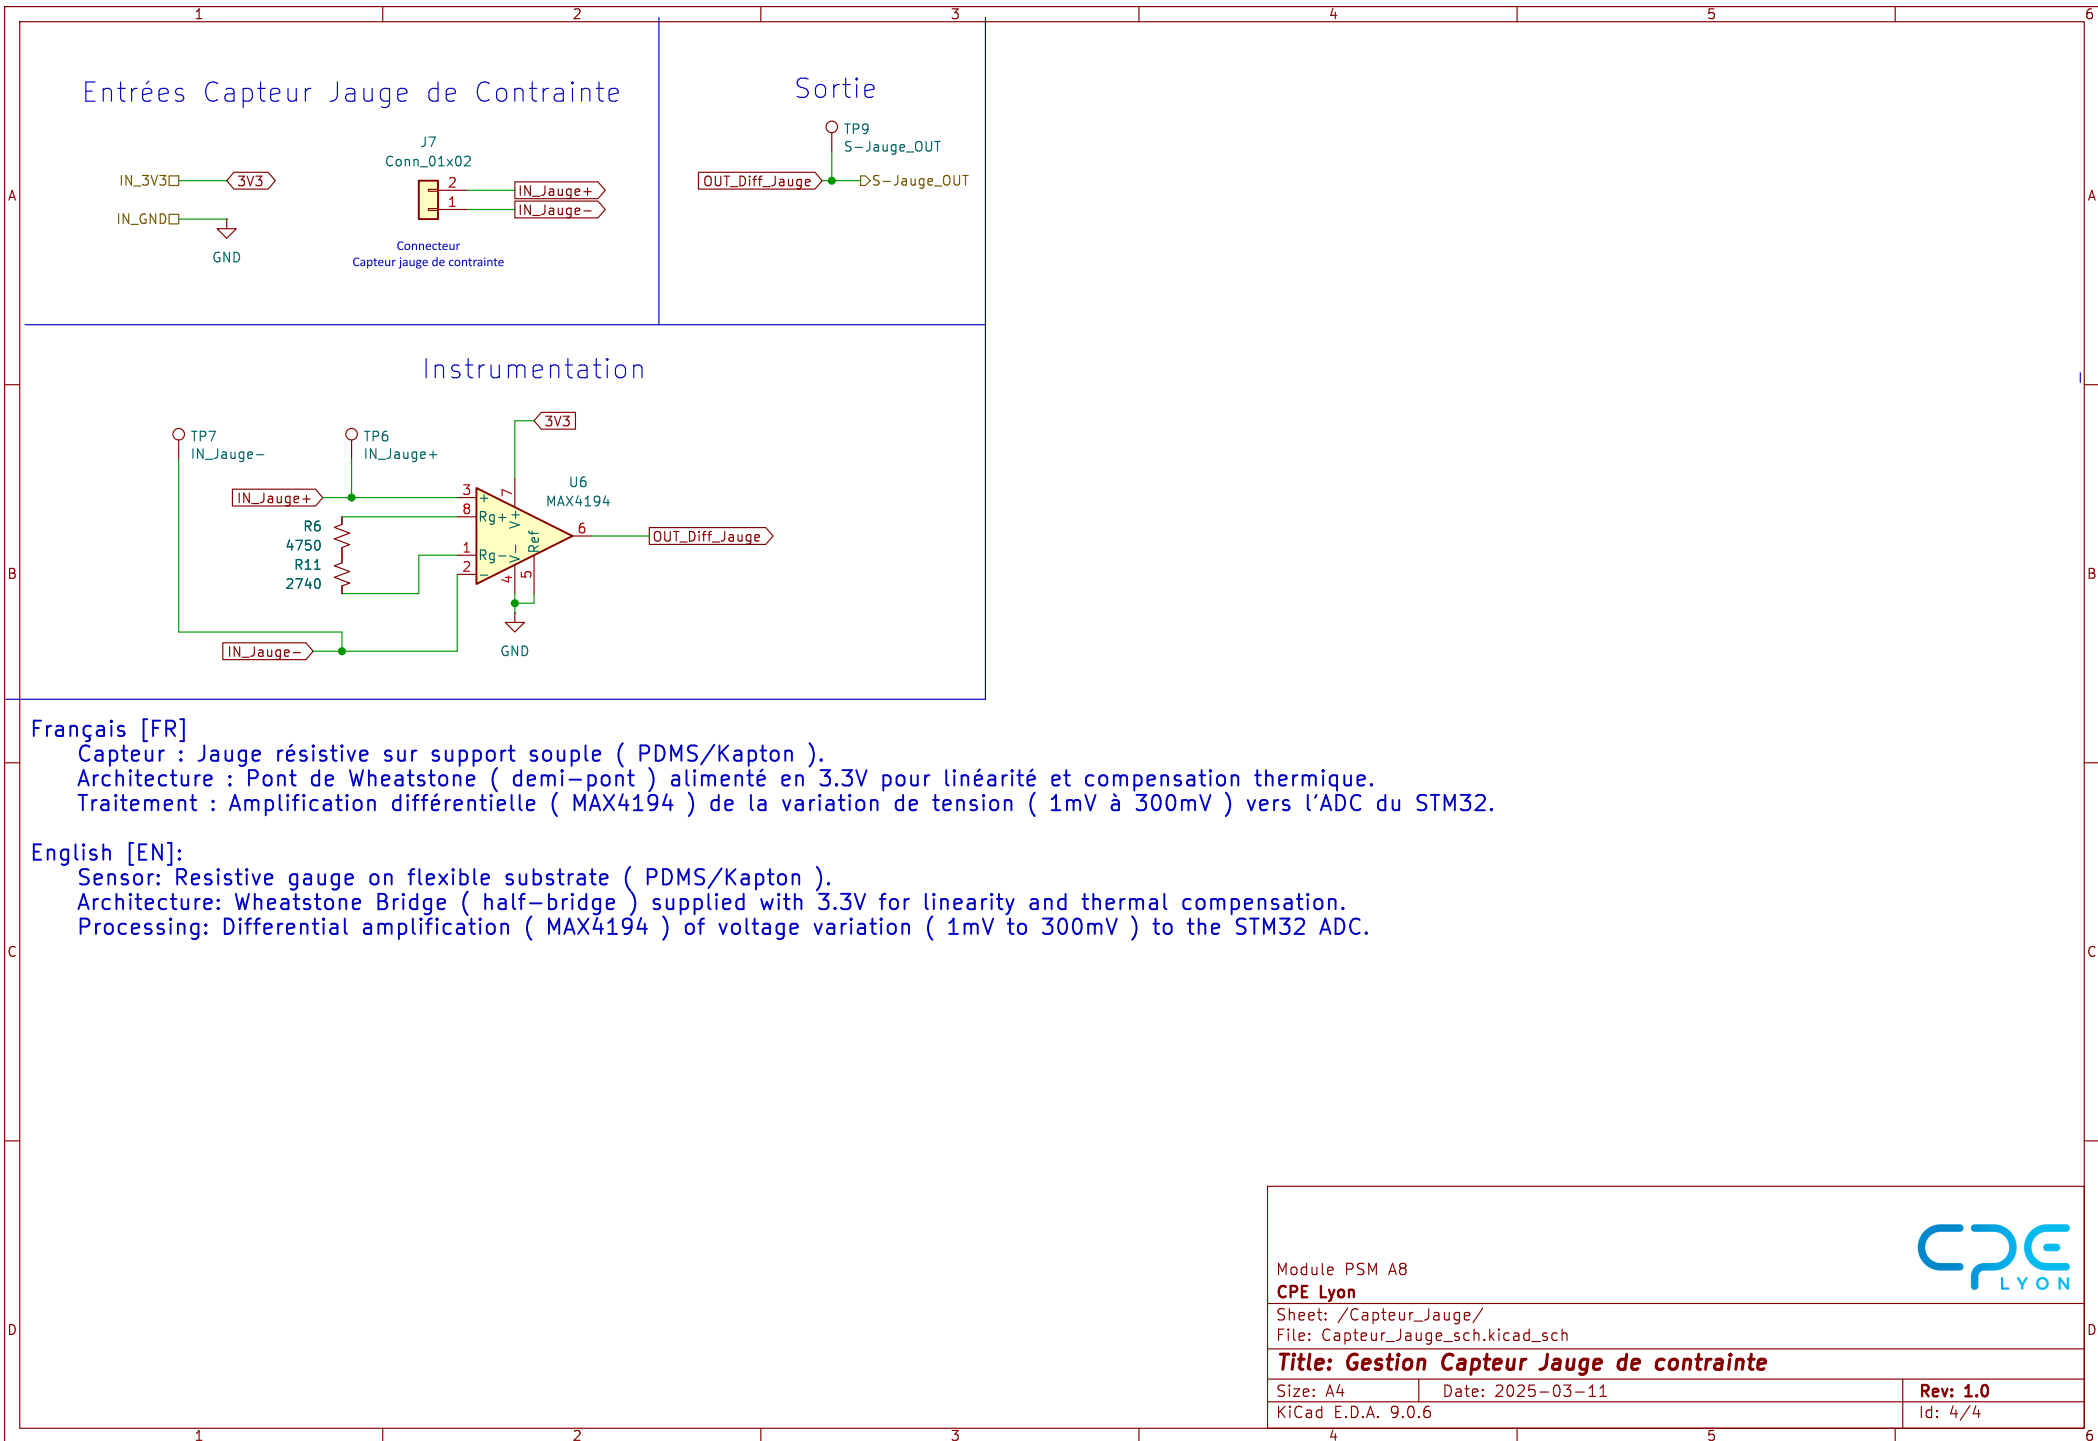 1 2 3 4 5 6
Entrées Capteur Jauge de Contrainte
Sortie
J7
Conn_01x02
IN_3V3
3V3
IN_GND
GND
2
1
IN_Jauge+
IN_Jauge-
Connecteur
Capteur jauge de contrainte
TP9
S-Jauge_OUT
OUT_Diff_Jauge
S-Jauge_OUT
A
A
Instrumentation
TP7
IN_Jauge-
TP6
IN_Jauge+
3V3
U6
MAX4194
IN_Jauge+
R6
4750
R11
2740
3
8
1
2
+
Rg+
Rg-
-
7
V+
V-
Ref
4
5
6
OUT_Diff_Jauge
IN_Jauge-
GND
B
B
I
Français [FR]
Capteur : Jauge résistive sur support souple ( PDMS/Kapton ).
Architecture : Pont de Wheatstone ( demi-pont ) alimenté en 3.3V pour linéarité et compensation thermique.
Traitement : Amplification différentielle ( MAX4194 ) de la variation de tension ( 1mV à 300mV ) vers l'ADC du STM32.
English [EN]:
Sensor: Resistive gauge on flexible substrate ( PDMS/Kapton ).
Architecture: Wheatstone Bridge ( half-bridge ) supplied with 3.3V for linearity and thermal compensation.
Processing: Differential amplification ( MAX4194 ) of voltage variation ( 1mV to 300mV ) to the STM32 ADC.
C
C
CPE
LYON
Module PSM A8
CPE Lyon
Sheet: /Capteur_Jauge/
File: Capteur_Jauge_sch.kicad_sch
Title: Gestion Capteur Jauge de contrainte
Size: A4 Date: 2025-03-11 Rev: 1.0
KiCad E.D.A. 9.0.6 Id: 4/4
D
D
1 2 3 4 5 6